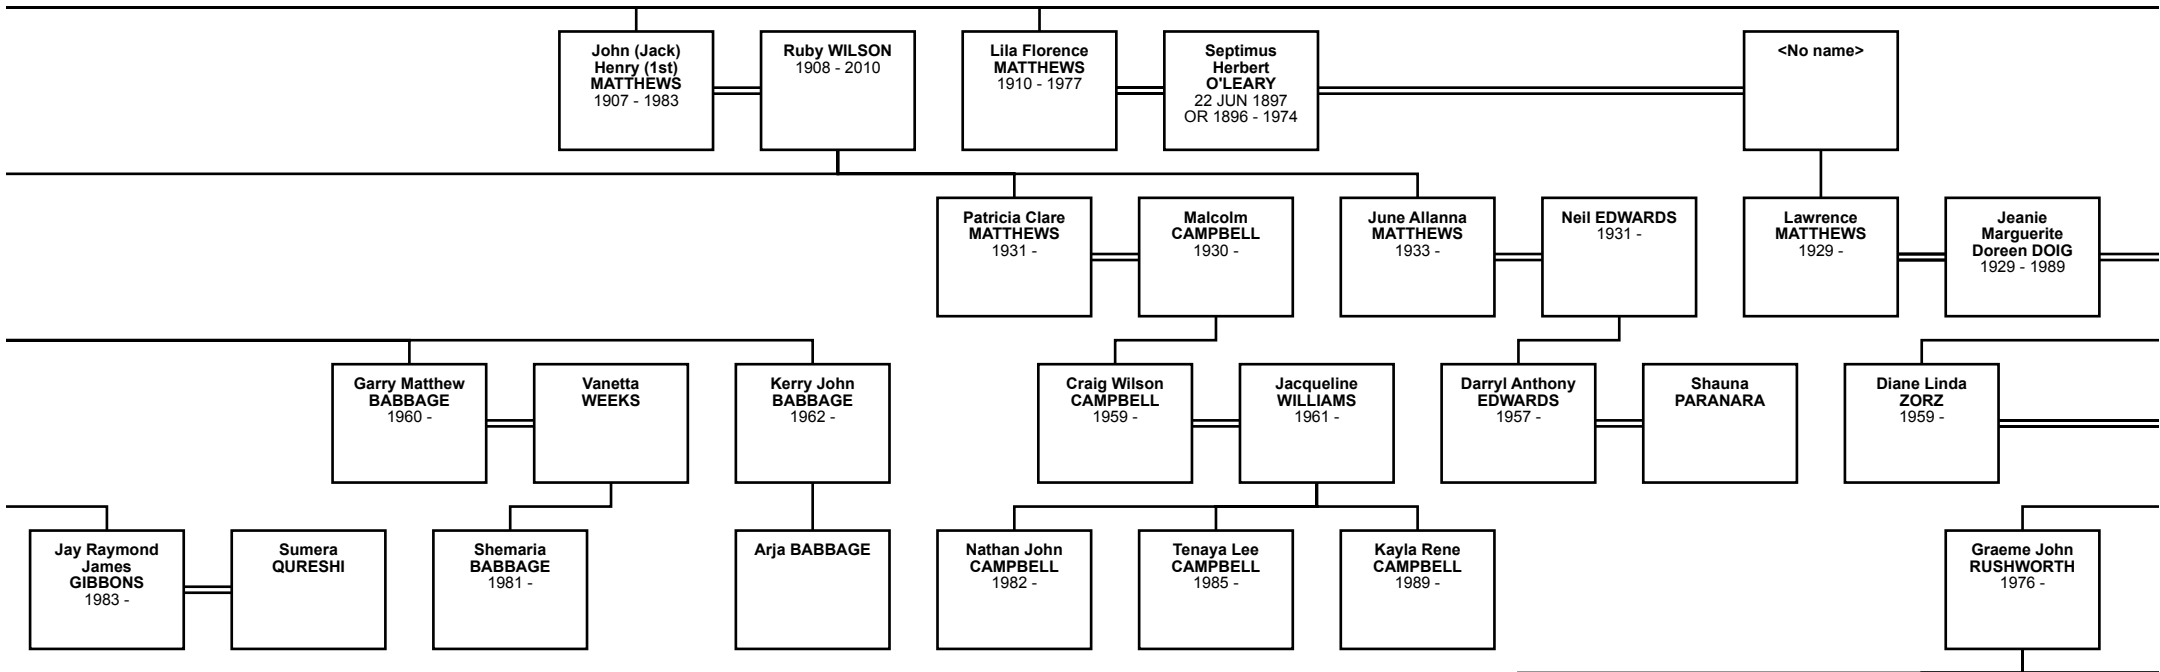 John (Jack)
Henry (1st)
MATTHEWS
1907 - 1983
Ruby WILSON
1908 - 2010
Lila Florence
MATTHEWS
1910 - 1977
Septimus
Herbert
O'LEARY
22 JUN 1897
OR 1896 - 1974
<No name>
Patricia Clare
MATTHEWS
1931 -
Malcolm
CAMPBELL
1930 -
June Allanna
MATTHEWS
1933 -
Neil EDWARDS
1931 -
Lawrence
MATTHEWS
1929 -
Jeanie
Marguerite
Doreen DOIG
1929 - 1989
Garry Matthew
BABBAGE
1960 -
Vanetta
WEEKS
Kerry John
BABBAGE
1962 -
Craig Wilson
CAMPBELL
1959 -
Jacqueline
WILLIAMS
1961 -
Darryl Anthony
EDWARDS
1957 -
Shauna
PARANARA
Diane Linda
ZORZ
1959 -
Jay Raymond
James
GIBBONS
1983 -
Sumera
QURESHI
Shemaria
BABBAGE
1981 -
Arja BABBAGE
Nathan John
CAMPBELL
1982 -
Tenaya Lee
CAMPBELL
1985 -
Kayla Rene
CAMPBELL
1989 -
Graeme John
RUSHWORTH
1976 -